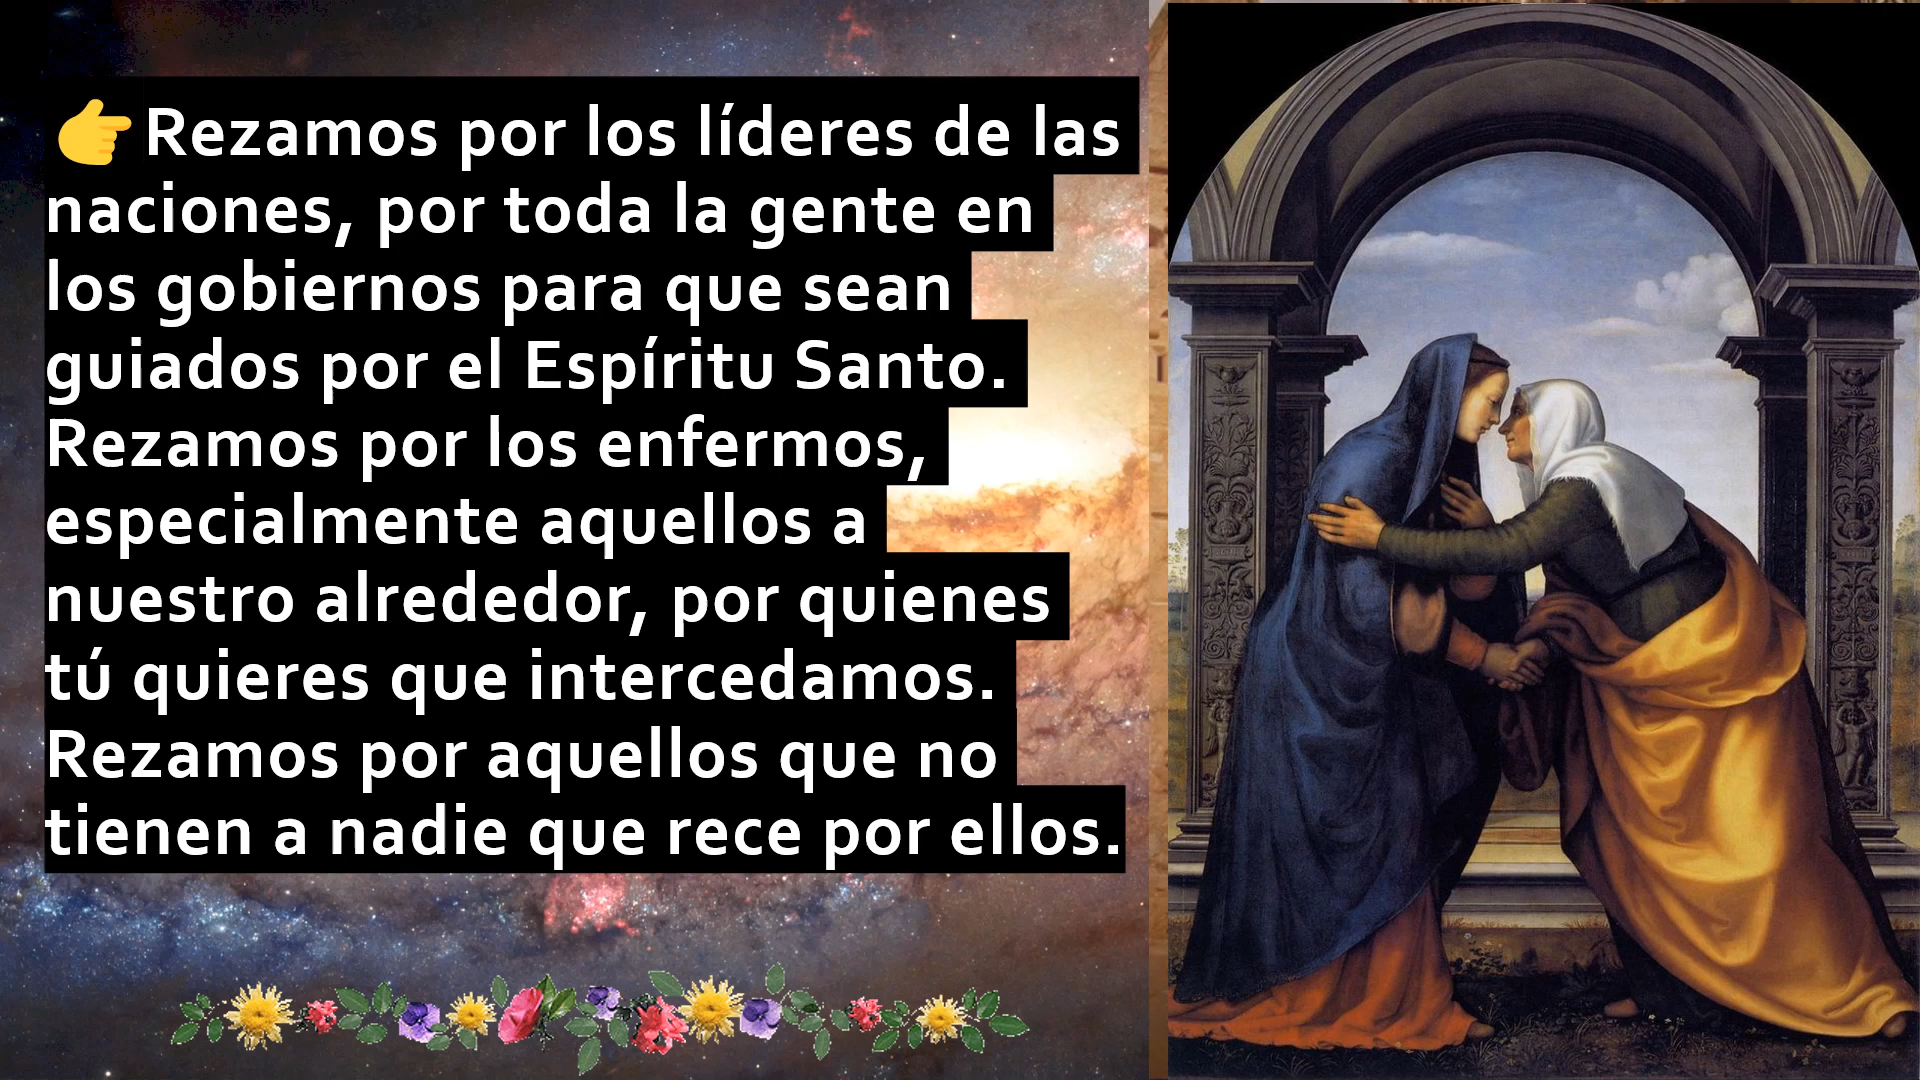 👉Rezamos por los líderes de las
naciones, por toda la gente en
los gobiernos para que sean
guiados por el Espíritu Santo.
Rezamos por los enfermos,
especialmente aquellos a
nuestro alrededor, por quienes
tú quieres que intercedamos.
Rezamos por aquellos que no
tienen a nadie que rece por ellos.